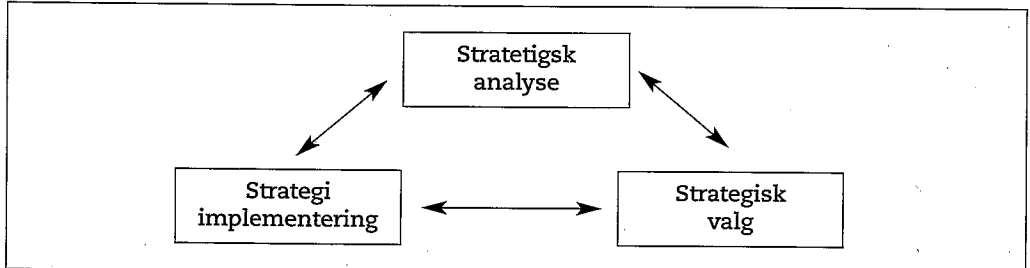 Stratetigsk
analyse
Strategi
implementering
Strategisk
valg